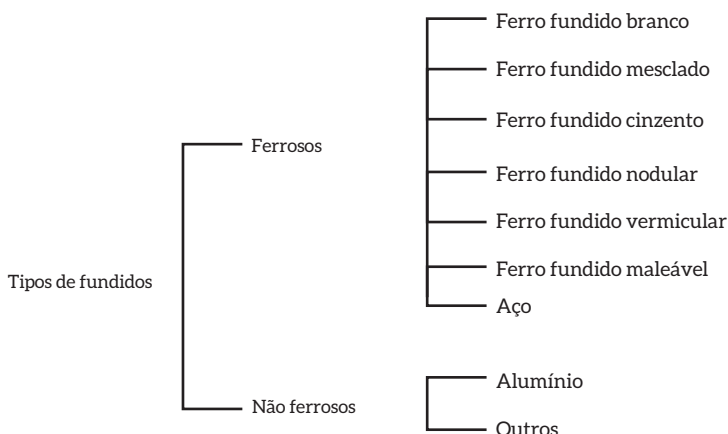 Tipos de fundidos
Ferrosos
Ferro fundido branco
Ferro fundido mesclado
Ferro fundido cinzento
Ferro fundido nodular
Ferro fundido vermicular
Ferro fundido maleável
Aço
Não ferrosos
Alumínio
Outros